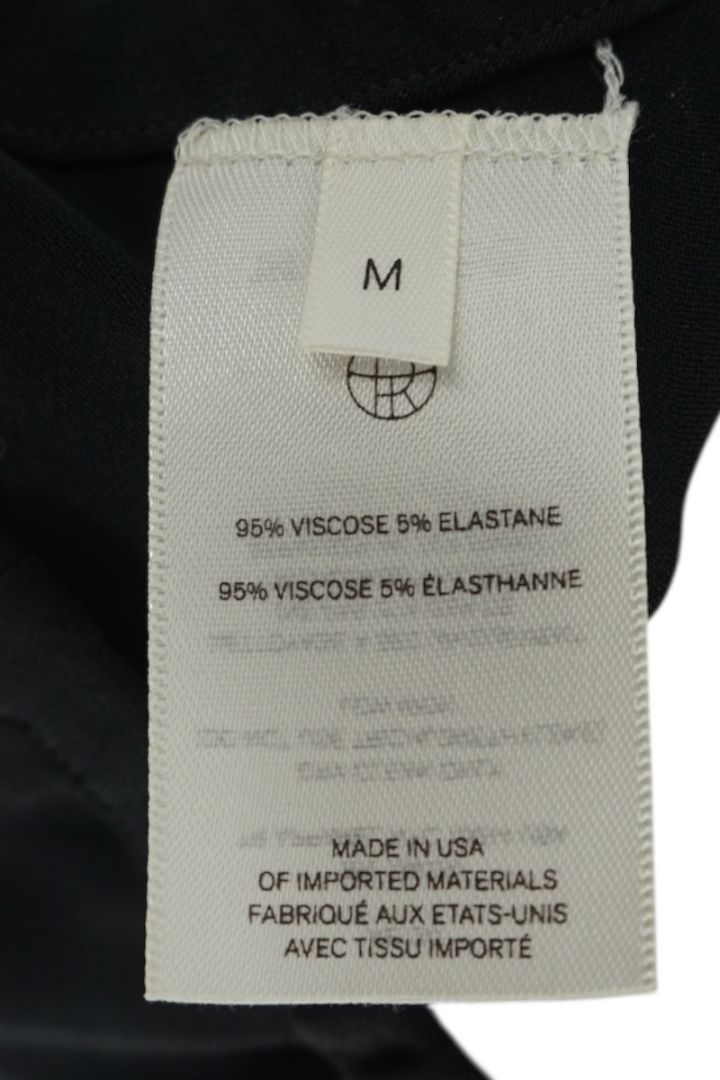 M
95% VISCOSE 5% ELASTANE
95% VISCOSE 5% ÉLASTHANNE
MADE IN USA
OF IMPORTED MATERIALS
FABRIQUÉ AUX ETATS-UNIS
AVEC TISSU IMPORTÉ